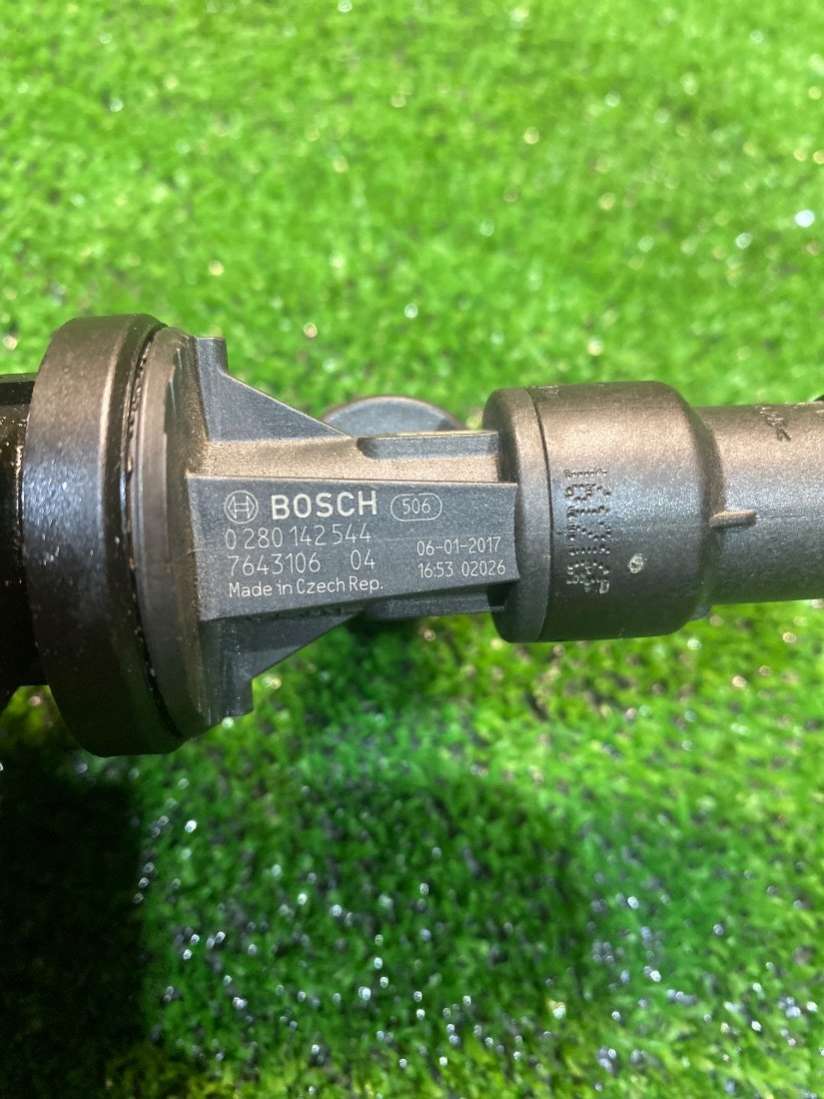 BOSCH 506
0 280 142 544
7643106 04
Made in Czech Rep.
06-01-2017
16:53 02026